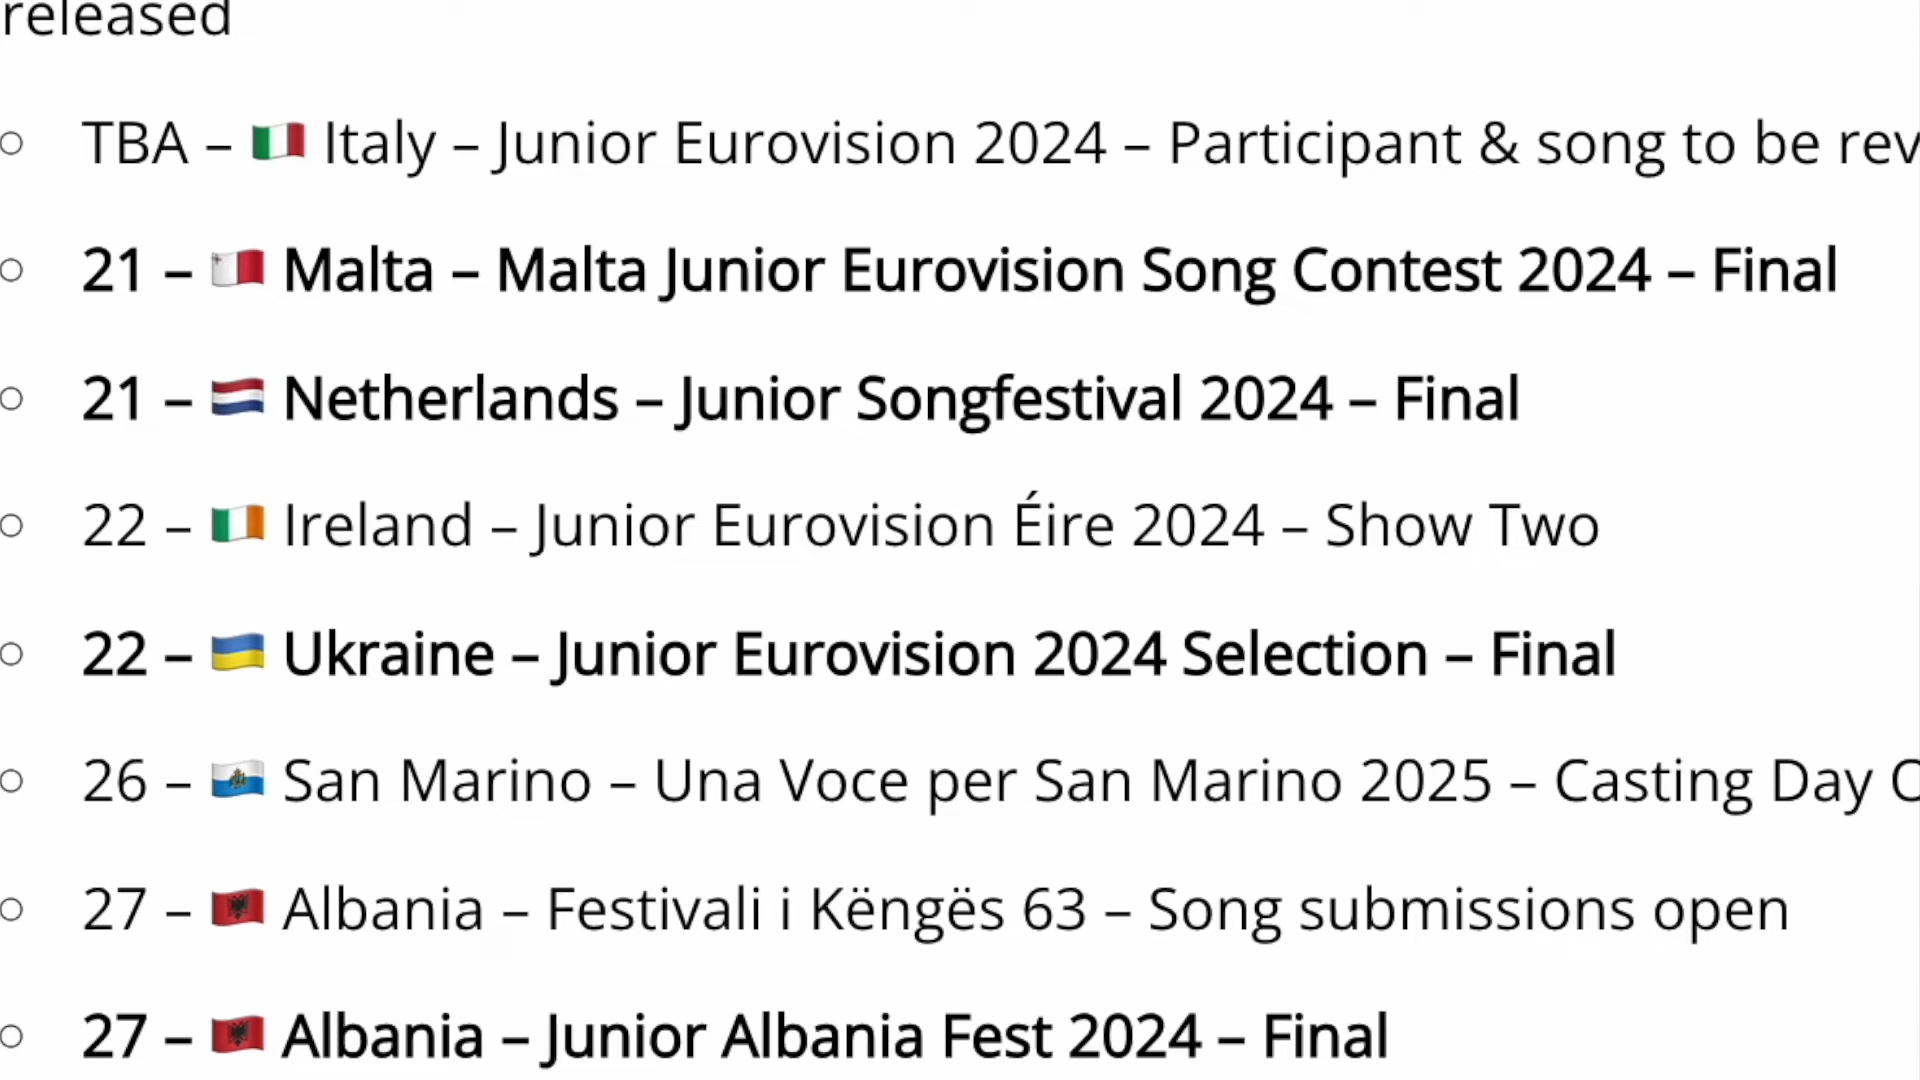 released
TBA – 🇮🇹 Italy – Junior Eurovision 2024 – Participant & song to be
21 – 🇲🇹 Malta – Malta Junior Eurovision Song Contest 2024 – Final
21 – 🇳🇱 Netherlands – Junior Songfestival 2024 – Final
22 – 🇮🇪 Ireland – Junior Eurovision Éire 2024 – Show Two
22 – 🇺🇦 Ukraine – Junior Eurovision 2024 Selection – Final
26 – 🇸🇲 San Marino – Una Voce per San Marino 2025 – Casting Day
27 – 🇦🇱 Albania – Festivali i Këngës 63 – Song submissions open
27 – 🇦🇱 Albania – Junior Albania Fest 2024 – Final